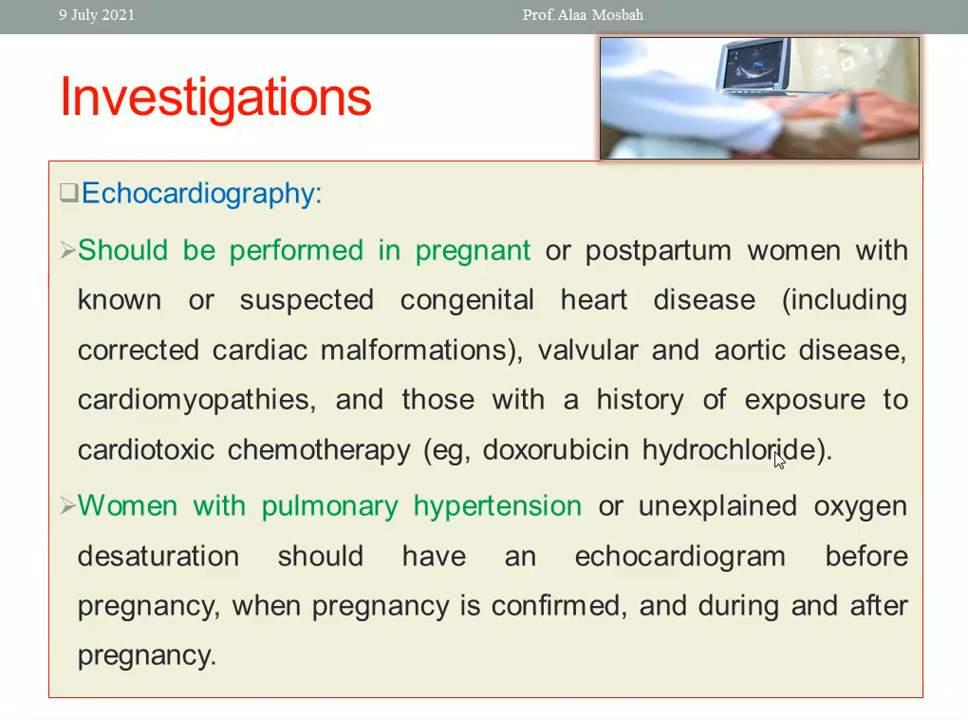 9 July 2021 Prof. Alaa Mosbah
Investigations
Echocardiography:
Should be performed in pregnant or postpartum women with
known or suspected congenital heart disease (including
corrected cardiac malformations), valvular and aortic disease,
cardiomyopathies, and those with a history of exposure to
cardiotoxic chemotherapy (eg, doxorubicin hydrochloride).
Women with pulmonary hypertension or unexplained oxygen
desaturation should have an echocardiogram before
pregnancy, when pregnancy is confirmed, and during and after
pregnancy.